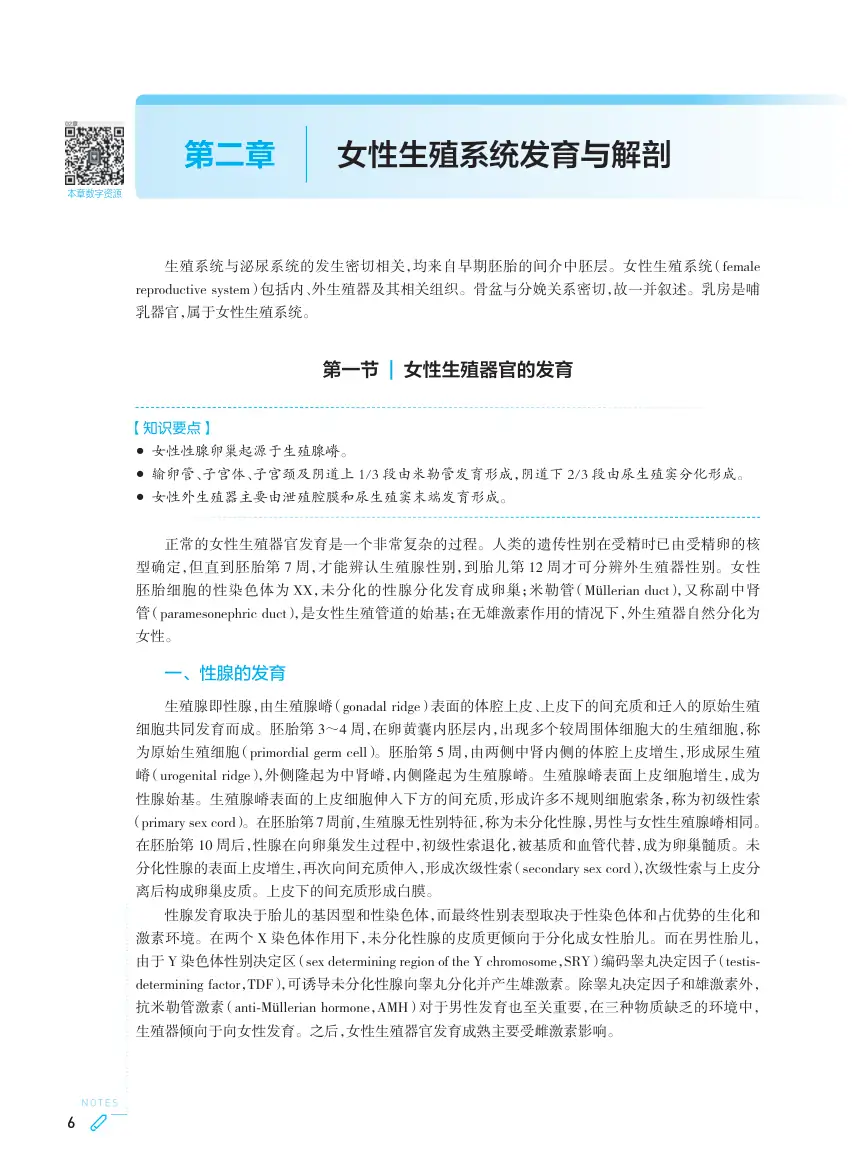 02章
本章数字资源
第二章
女性生殖系统发育与解剖
生殖系统与泌尿系统的发生密切相关,均来自早期胚胎的间介中胚层。女性生殖系统(female
reproductive system)包括内、外生殖器及其相关组织。骨盆与分娩关系密切,故一并叙述。乳房是哺
乳器官,属于女性生殖系统。
第一节 | 女性生殖器官的发育
【知识要点】
● 女性性腺卵巢起源于生殖腺嵴。
● 输卵管、子宫体、子宫颈及阴道上 1/3 段由米勒管发育形成,阴道下 2/3 段由尿生殖窦分化形成。
● 女性外生殖器主要由泄殖腔膜和尿生殖窦末端发育形成。
正常的女性生殖器官发育是一个非常复杂的过程。人类的遗传性别在受精时已由受精卵的核
型确定,但直到胚胎第 7 周,才能辨认生殖腺性别,到胎儿第 12 周才可分辨外生殖器性别。女性
胚胎细胞的性染色体为 XX,未分化的性腺分化发育成卵巢;米勒管(Müllerian duct),又称副中肾
管(paramesonephric duct),是女性生殖管道的始基;在无雄激素作用的情况下,外生殖器自然分化为
女性。
一、性腺的发育
生殖腺即性腺,由生殖腺嵴(gonadal ridge)表面的体腔上皮、上皮下的间充质和迁入的原始生殖
细胞共同发育而成。胚胎第 3～4 周,在卵黄囊内胚层内,出现多个较周围体细胞大的生殖细胞,称
为原始生殖细胞(primordial germ cell)。胚胎第 5 周,由两侧中肾内侧的体腔上皮增生,形成尿生殖
嵴(urogenital ridge),外侧隆起为中肾嵴,内侧隆起为生殖腺嵴。生殖腺嵴表面上皮细胞增生,成为
性腺始基。生殖腺嵴表面的上皮细胞伸入下方的间充质,形成许多不规则细胞索条,称为初级性索
(primary sex cord)。在胚胎第7周前,生殖腺无性别特征,称为未分化性腺,男性与女性生殖腺嵴相同。
在胚胎第 10 周后,性腺在向卵巢发生过程中,初级性索退化,被基质和血管代替,成为卵巢髓质。未
分化性腺的表面上皮增生,再次向间充质伸入,形成次级性索(secondary sex cord),次级性索与上皮分
离后构成卵巢皮质。上皮下的间充质形成白膜。
性腺发育取决于胎儿的基因型和性染色体,而最终性别表型取决于性染色体和占优势的生化和
激素环境。在两个 X 染色体作用下,未分化性腺的皮质更倾向于分化成女性胎儿。而在男性胎儿,
由于 Y 染色体性别决定区(sex determining region of the Y chromosome,SRY)编码睾丸决定因子(testis-
determining factor,TDF),可诱导未分化性腺向睾丸分化并产生雄激素。除睾丸决定因子和雄激素外,
抗米勒管激素(anti-Müllerian hormone,AMH)对于男性发育也至关重要,在三种物质缺乏的环境中,
生殖器倾向于向女性发育。之后,女性生殖器官发育成熟主要受雌激素影响。
NOTES
6